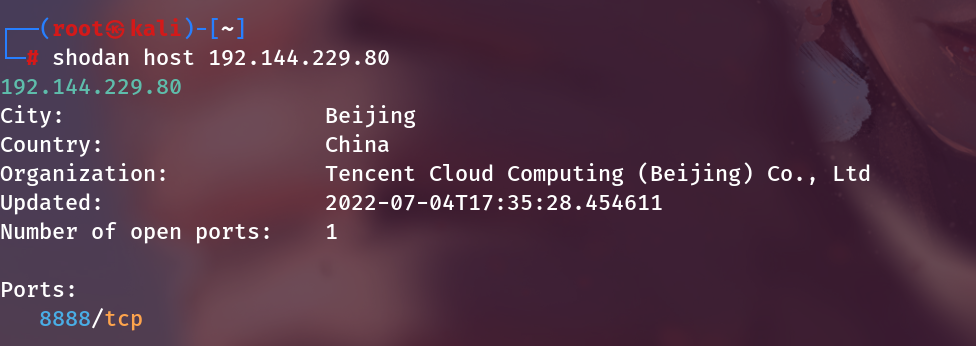 ┌──(root㉿kali)-[~]
└─# shodan host 192.144.229.80
192.144.229.80
City:                    Beijing
Country:                 China
Organization:            Tencent Cloud Computing (Beijing) Co., Ltd
Updated:                 2022-07-04T17:35:28.454611
Number of open ports:    1

Ports:
   8888/tcp